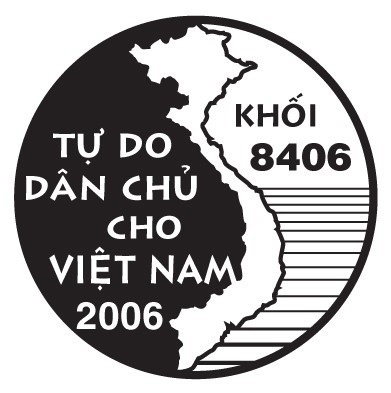 KHỐI
8406
TỰ DO
DÂN CHỦ
CHO
VIỆT NAM
2006